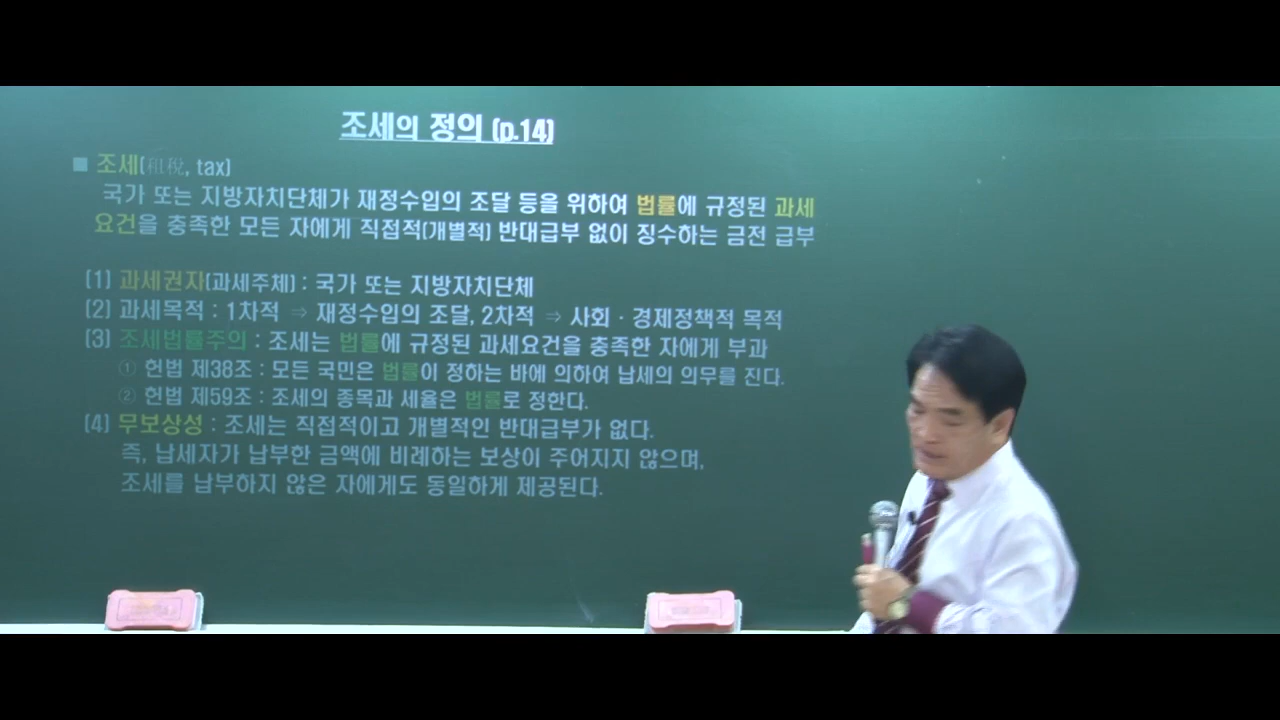 조세의 정의 (p.14)
■ 조세(租稅, tax)
국가 또는 지방자치단체가 재정수입의 조달 등을 위하여 법률에 규정된 과세
요건을 충족한 모든 자에게 직접적(개별적) 반대급부 없이 징수하는 금전 급부
(1) 과세권자(과세주체) : 국가 또는 지방자치단체
(2) 과세목적 : 1차적 ⇒ 재정수입의 조달, 2차적 ⇒ 사회 · 경제정책적 목적
(3) 조세법률주의 : 조세는 법률에 규정된 과세요건을 충족한 자에게 부과
① 헌법 제38조 : 모든 국민은 법률이 정하는 바에 의하여 납세의 의무를 진다.
② 헌법 제59조 : 조세의 종목과 세율은 법률로 정한다.
(4) 무보상성 : 조세는 직접적이고 개별적인 반대급부가 없다.
즉, 납세자가 납부한 금액에 비례하는 보상이 주어지지 않으며,
조세를 납부하지 않은 자에게도 동일하게 제공된다.